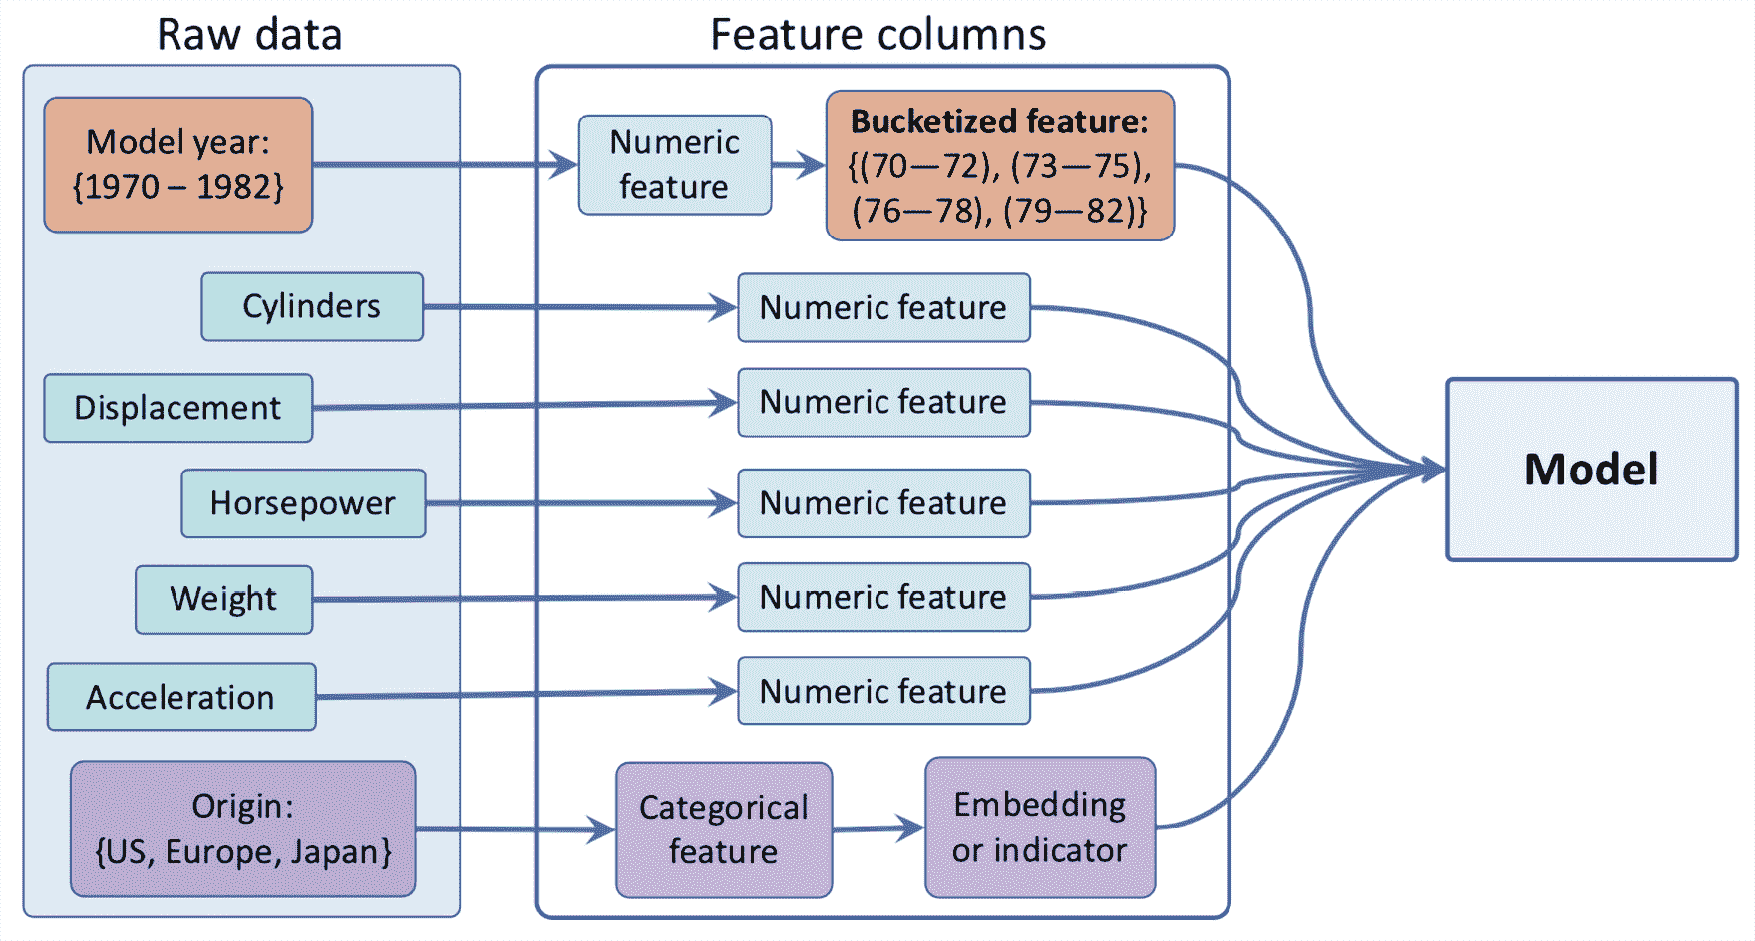 Raw data
Feature columns
Model year:
{1970 – 1982}
Numeric
feature
Bucketized feature:
{(70—72), (73—75),
(76—78), (79—82)}
Cylinders
Numeric feature
Displacement
Numeric feature
Horsepower
Numeric feature
Weight
Numeric feature
Acceleration
Numeric feature
Origin:
{US, Europe, Japan}
Categorical
feature
Embedding
or indicator
Model